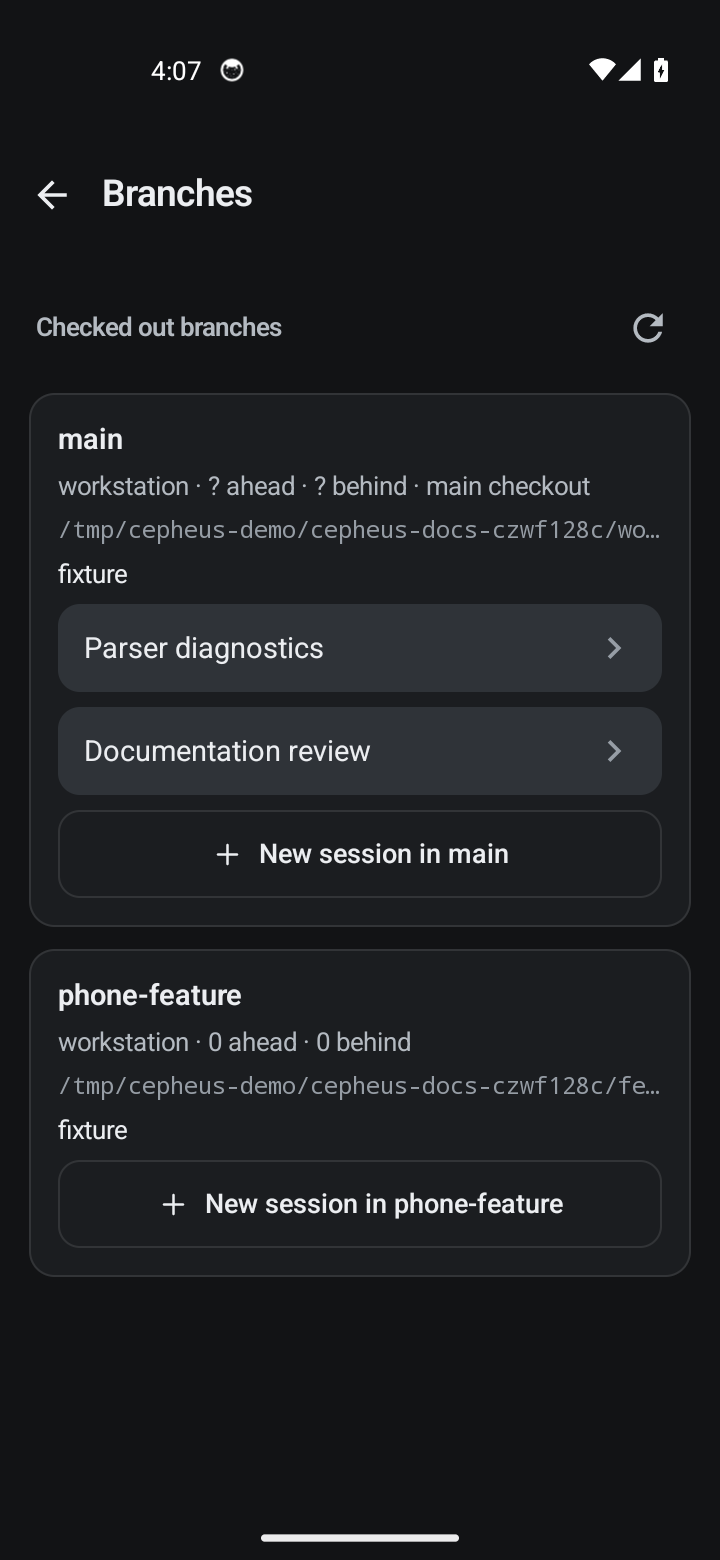 4:07
Branches
Checked out branches
main
workstation · ? ahead · ? behind · main checkout
/tmp/cepheus-demo/cepheus-docs-czwf128c/wo…
fixture
Parser diagnostics
Documentation review
New session in main
phone-feature
workstation · 0 ahead · 0 behind
/tmp/cepheus-demo/cepheus-docs-czwf128c/fe…
fixture
New session in phone-feature